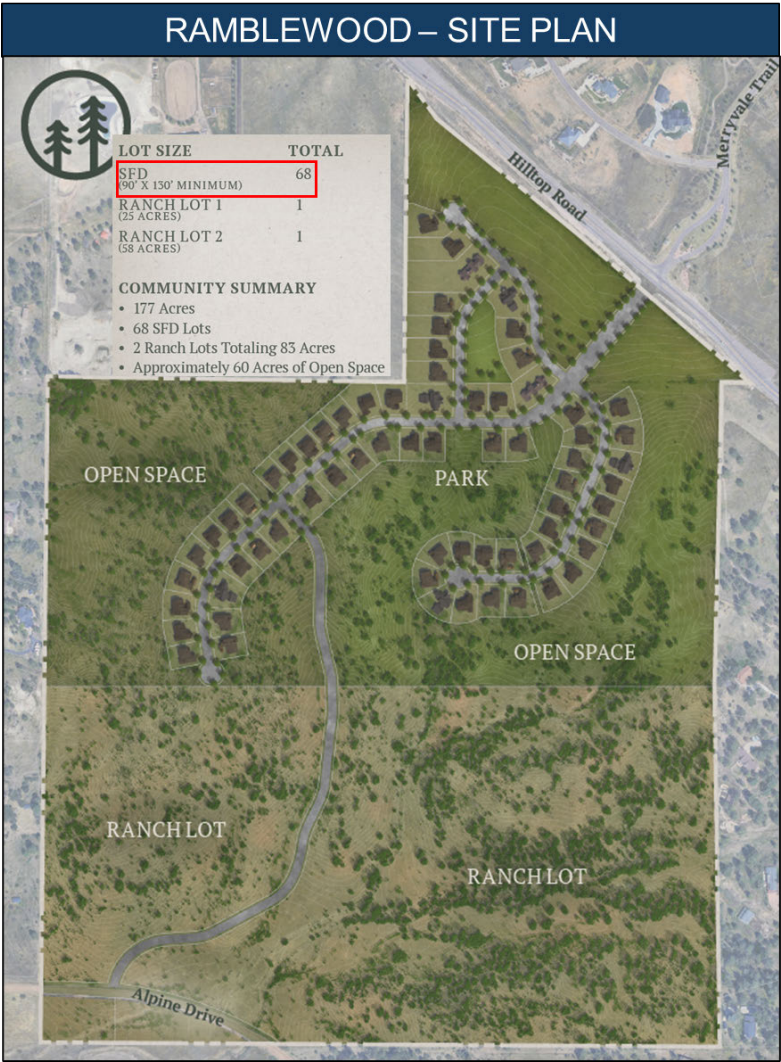 RAMBLEWOOD – SITE PLAN
LOT SIZE TOTAL
SFD 68
(90' X 130' MINIMUM)
RANCH LOT 1 1
(25 ACRES)
RANCH LOT 2 1
(58 ACRES)
COMMUNITY SUMMARY
• 177 Acres
• 68 SFD Lots
• 2 Ranch Lots Totaling 83 Acres
• Approximately 60 Acres of Open Space
Merryvale Trail
Hilltop Road
OPEN SPACE
PARK
OPEN SPACE
RANCH LOT
RANCH LOT
Alpine Drive